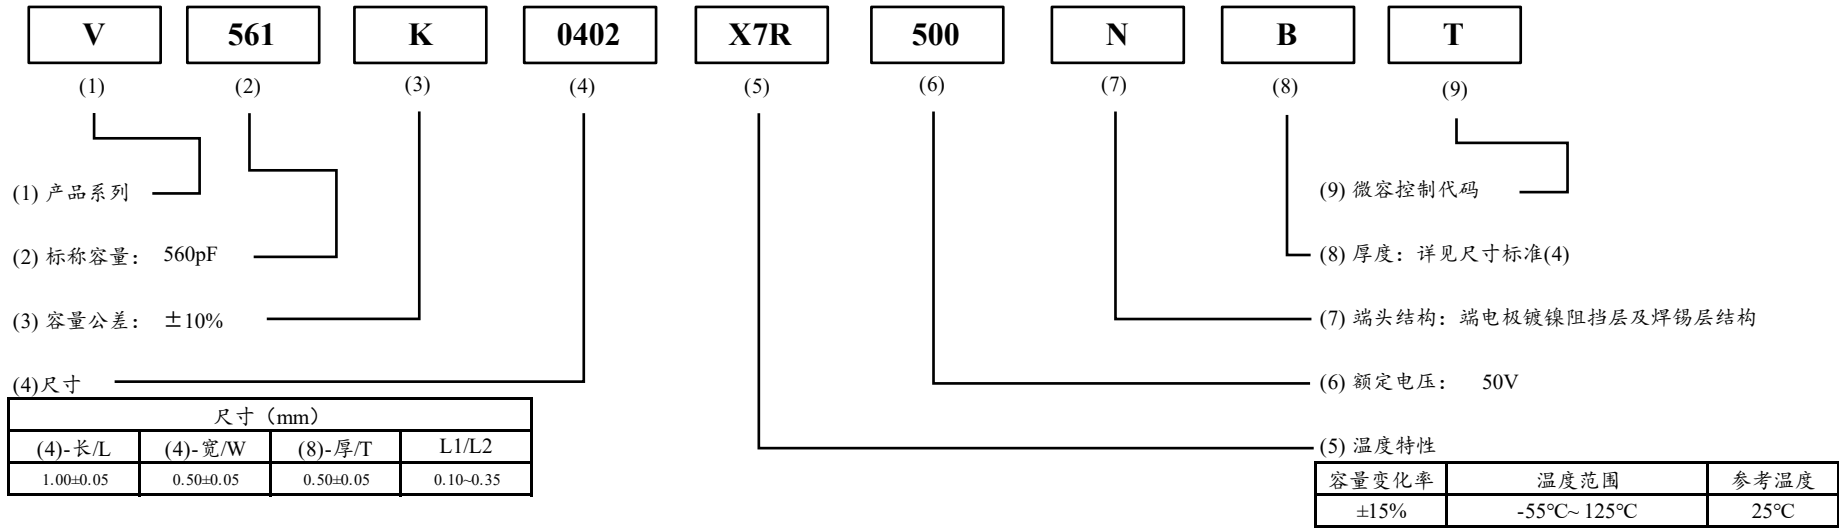 V 561 K 0402 X7R 500 N B T
(1) (2) (3) (4) (5) (6) (7) (8) (9)
(1) 产品系列
(9) 微容控制代码
(2) 标称容量： 560pF
(8) 厚度：详见尺寸标准(4)
(3) 容量公差： ±10%
(7) 端头结构：端电极镀镍阻挡层及焊锡层结构
(4)尺寸
(6) 额定电压： 50V
尺寸（mm）
(4)-长/L (4)-宽/W (8)-厚/T L1/L2
1.00±0.05 0.50±0.05 0.50±0.05 0.10~0.35
(5) 温度特性
容量变化率 温度范围 参考温度
±15% -55℃~ 125℃ 25℃